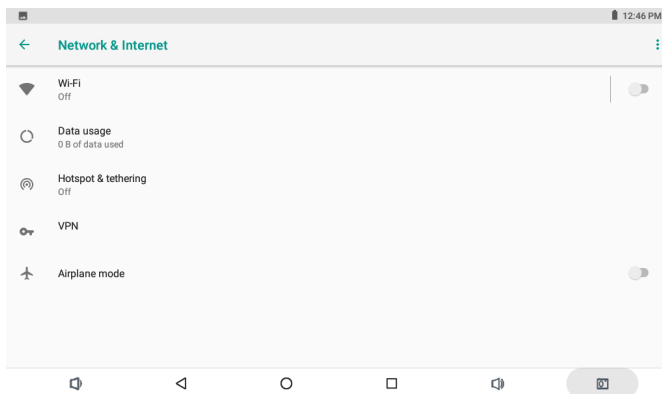 12:46 PM
Network & Internet
Wi-Fi
Off
Data usage
0 B of data used
Hotspot & tethering
Off
VPN
Airplane mode